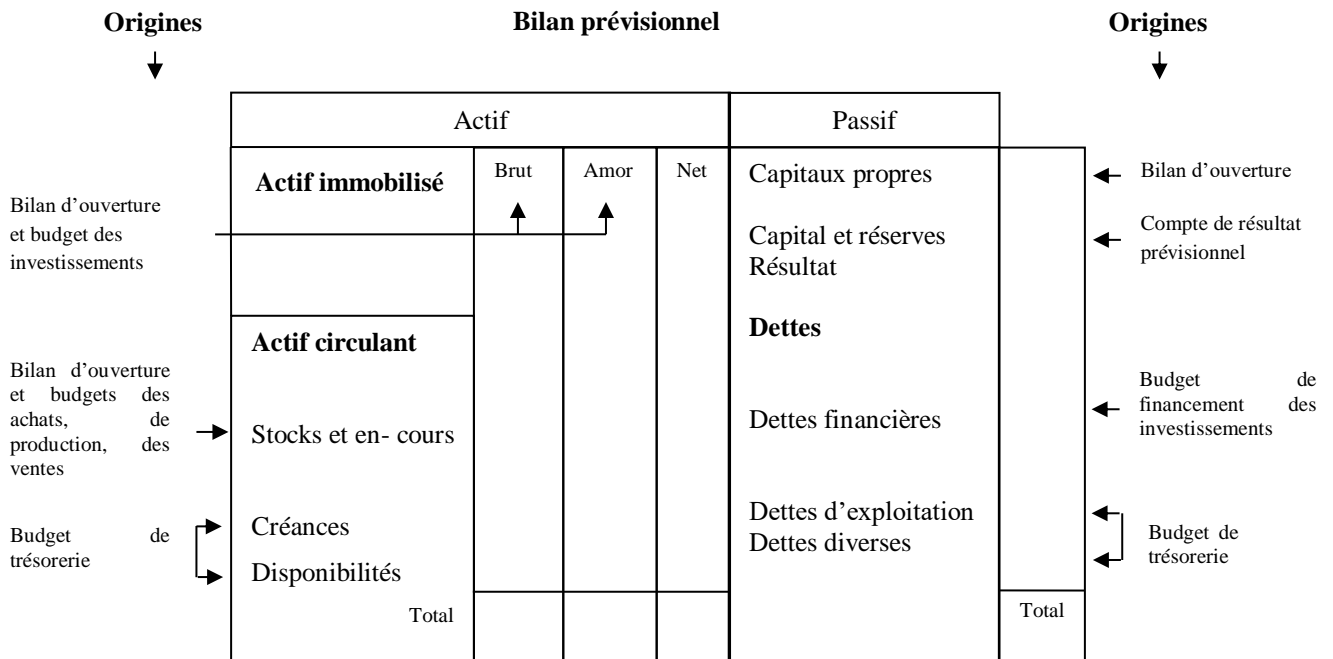 Origines
Bilan prévisionnel
Origines
Actif
Passif
Actif immobilisé
Brut
Amor
Net
Capitaux propres
Bilan d’ouverture
Bilan d’ouverture
et budget des
investissements
Capital et réserves
Résultat
Compte de résultat
prévisionnel
Actif circulant
Dettes
Bilan d’ouverture
et budgets des
achats, de
production, des
ventes
Stocks et en- cours
Dettes financières
Budget de
financement des
investissements
Budget de
trésorerie
Créances
Disponibilités
Dettes d’exploitation
Dettes diverses
Budget de
trésorerie
Total
Total